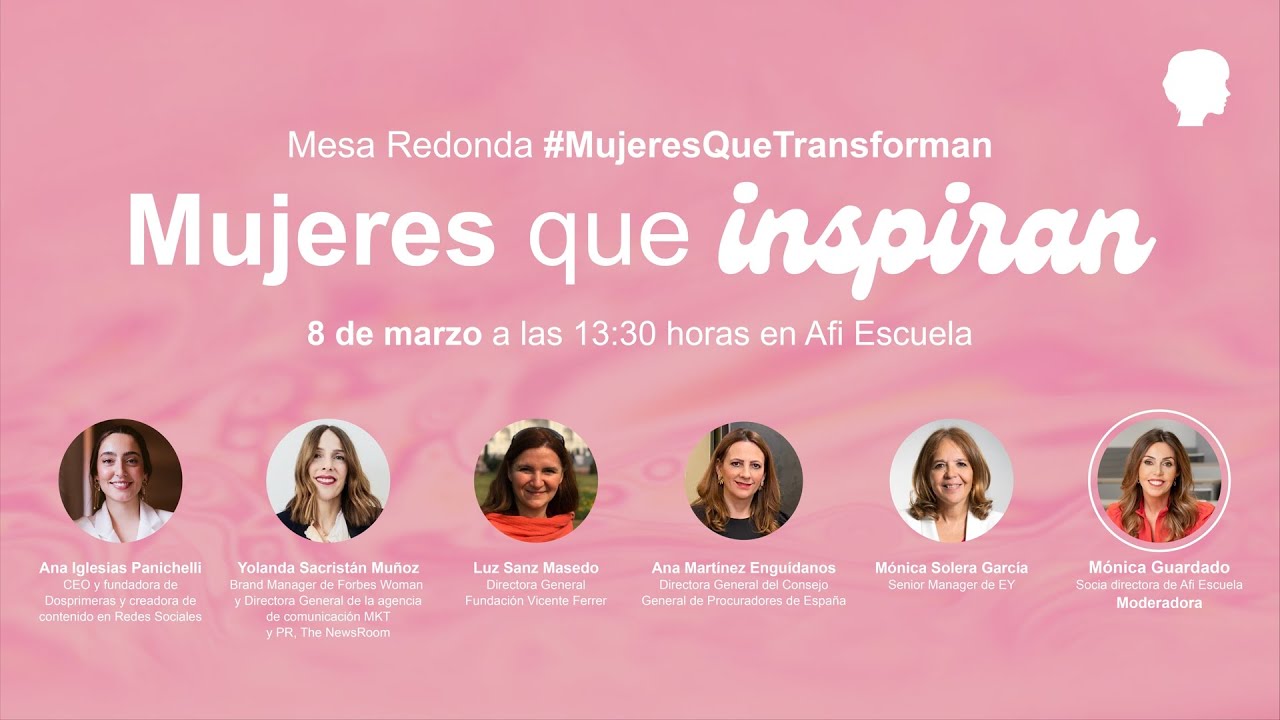 Mesa Redonda #MujeresQueTransforman
Mujeres que inspiran
8 de marzo a las 13:30 horas en Afi Escuela
Ana Iglesias Panichelli
CEO y fundadora de
Dosprimeras y creadora de
contenido en Redes Sociales
Yolanda Sacristán Muñoz
Brand Manager de Forbes Woman
y Directora General de la agencia
de comunicación MKT
y PR, The NewsRoom
Luz Sanz Masedo
Directora General
Fundación Vicente Ferrer
Ana Martínez Enguídanos
Directora General del Consejo
General de Procuradores de España
Mónica Solera García
Senior Manager de EY
Mónica Guardado
Socia directora de Afi Escuela
Moderadora